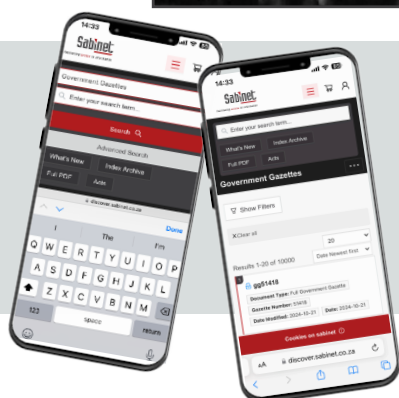 14:33
Sabinet
Government Gazettes
Enter your search term...
Search
Advanced Search
What's New
Index Archive
Full PDF
Acts
discover.sabinet.co.za
Done
I
The
I'm
Q W E R T Y U I O P
A S D F G H J K L
Z X C V B N M
123
space
return
14:33
Sabinet
Enter your search term...
What's New
Index Archive
Full PDF
Acts
...
Government Gazettes
Show Filters
XClear all
20
Results 1-20 of 10000
Date Newest first
gg51418
Document Type: Full Government Gazette
Gazette Number: 51418
Date Modified: 2024-10-21
Date: 2024-10-21
Cookies on sabinet
AA
discover.sabinet.co.za